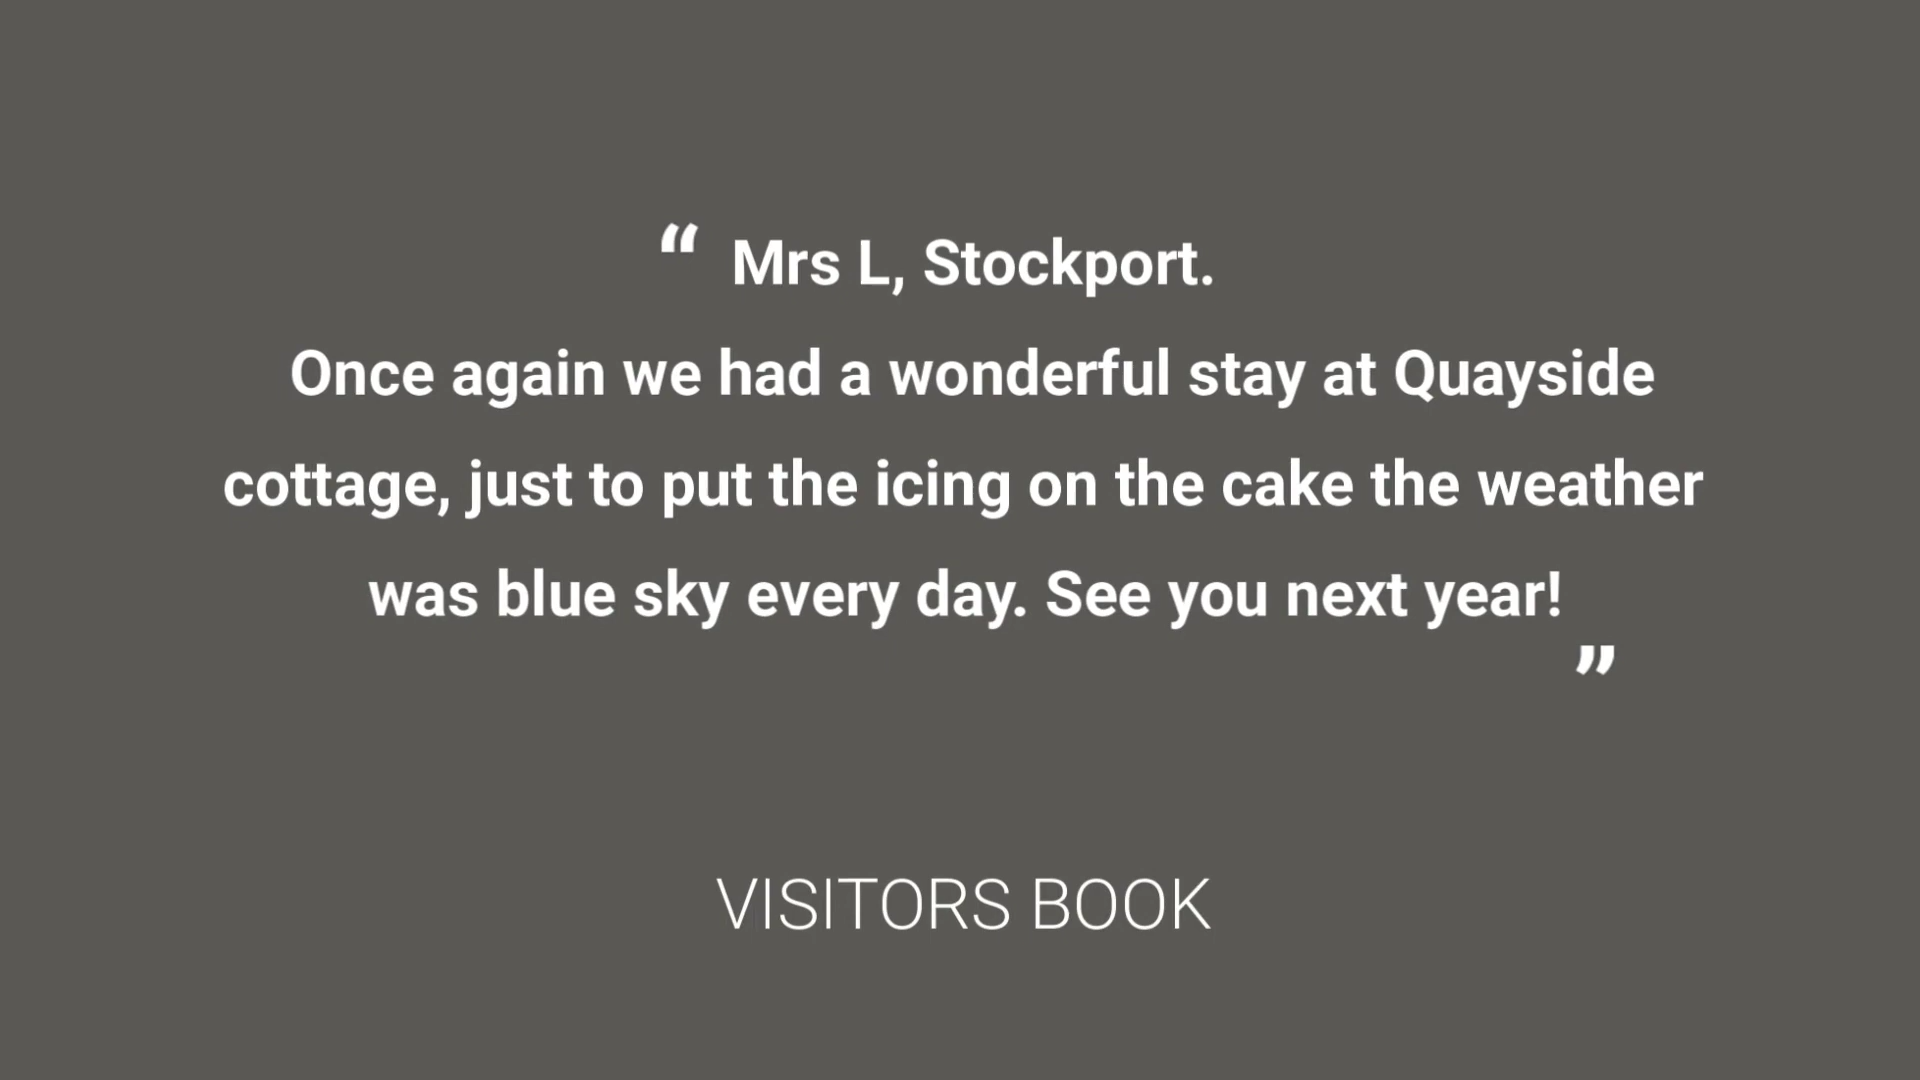 “ Mrs L, Stockport.
Once again we had a wonderful stay at Quayside
cottage, just to put the icing on the cake the weather
was blue sky every day. See you next year!
”
VISITORS BOOK